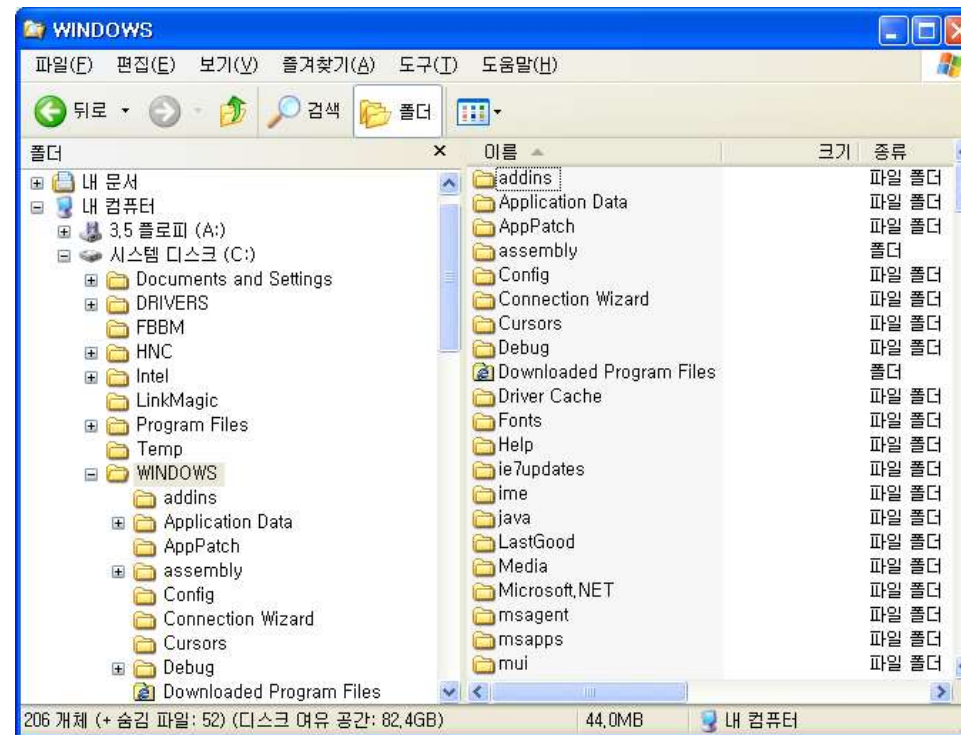 WINDOWS
파일(F) 편집(E) 보기(V) 즐겨찾기(A) 도구(T) 도움말(H)
뒤로 검색 폴더
폴더
내 문서
내 컴퓨터
3,5 플로피 (A:)
시스템 디스크 (C:)
Documents and Settings
DRIVERS
FBBM
HNC
Intel
LinkMagic
Program Files
Temp
WINDOWS
addins
Application Data
AppPatch
assembly
Config
Connection Wizard
Cursors
Debug
Downloaded Program Files
이름 크기 종류
addins 파일 폴더
Application Data 파일 폴더
AppPatch 파일 폴더
assembly 폴더
Config 파일 폴더
Connection Wizard 파일 폴더
Cursors 파일 폴더
Debug 파일 폴더
Downloaded Program Files 폴더
Driver Cache 파일 폴더
Fonts 파일 폴더
Help 파일 폴더
ie7updates 파일 폴더
ime 파일 폴더
java 파일 폴더
LastGood 파일 폴더
Media 파일 폴더
Microsoft,NET 파일 폴더
msagent 파일 폴더
msapps 파일 폴더
mui 파일 폴더
206 개체 (+ 숨김 파일: 52) (디스크 여유 공간: 82,4GB) 44,0MB 내 컴퓨터